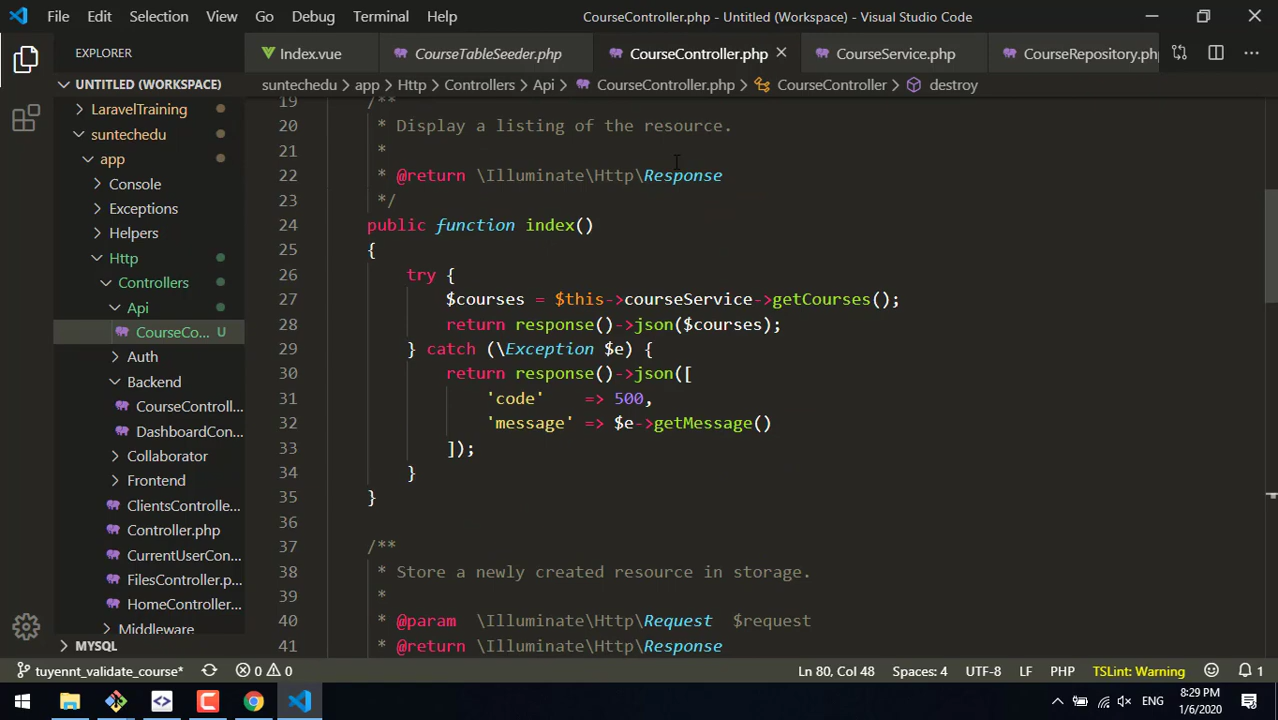 File Edit Selection View Go Debug Terminal Help CourseController.php - Untitled (Workspace) - Visual Studio Code
EXPLORER
Index.vue CourseTableSeeder.php CourseController.php CourseService.php CourseRepository.php
UNTITLED (WORKSPACE)
suntechedu > app > Http > Controllers > Api > CourseController.php > CourseController > destroy
LaravelTraining
suntechedu
app
Console
Exceptions
Helpers
Http
Controllers
Api
CourseCo... U
Auth
Backend
CourseControll...
DashboardCon...
Collaborator
Frontend
ClientsControlle...
Controller.php
CurrentUserCon...
FilesController.p...
HomeController...
Middleware
MYSQL
19 /**
20 * Display a listing of the resource.
21 *
22 * @return \Illuminate\Http\Response
23 */
24 public function index()
25 {
26 try {
27 $courses = $this->courseService->getCourses();
28 return response()->json($courses);
29 } catch (\Exception $e) {
30 return response()->json([
31 'code' => 500,
32 'message' => $e->getMessage()
33 ]);
34 }
35 }
36
37 /**
38 * Store a newly created resource in storage.
39 *
40 * @param \Illuminate\Http\Request $request
41 * @return \Illuminate\Http\Response
tuyennt_validate_course* 0 0 Ln 80, Col 48 Spaces: 4 UTF-8 LF PHP TSLint: Warning 1
ENG
8:29 PM
1/6/2020